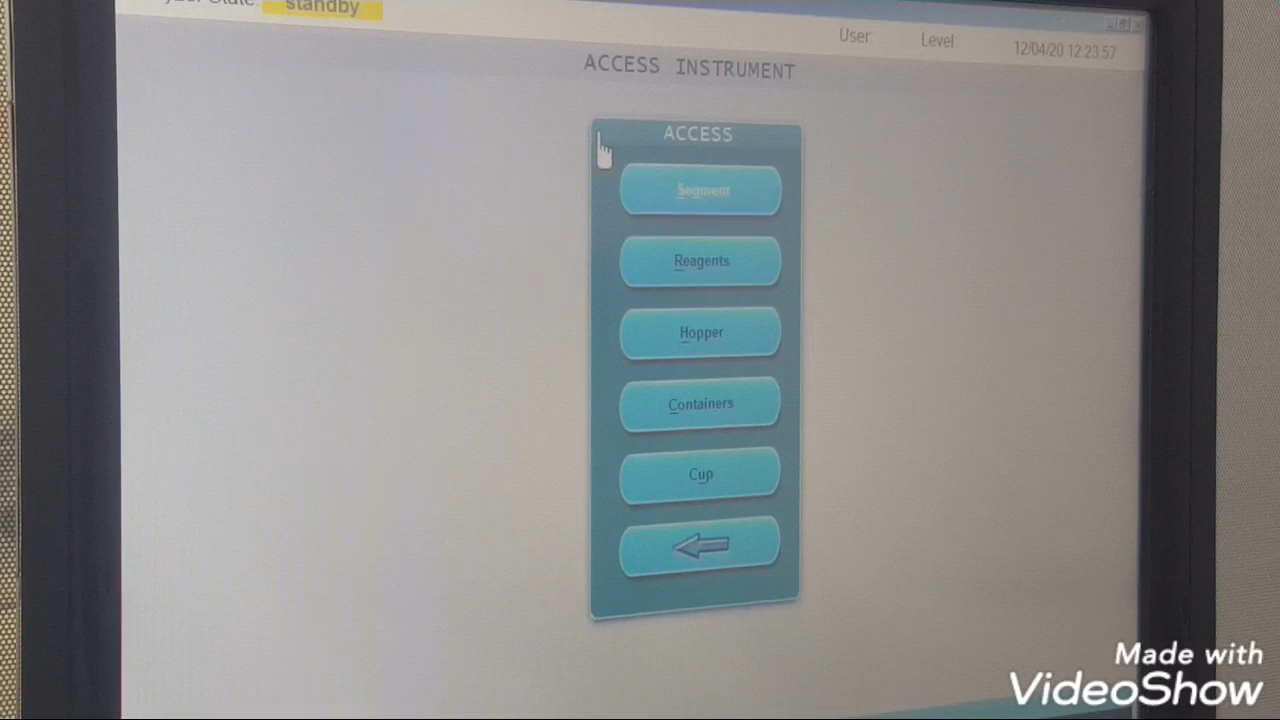 State: standby
User Level 12/04/20 12:23:57
ACCESS INSTRUMENT
ACCESS
Segment
Reagents
Hopper
Containers
Cup
Made with
VideoShow